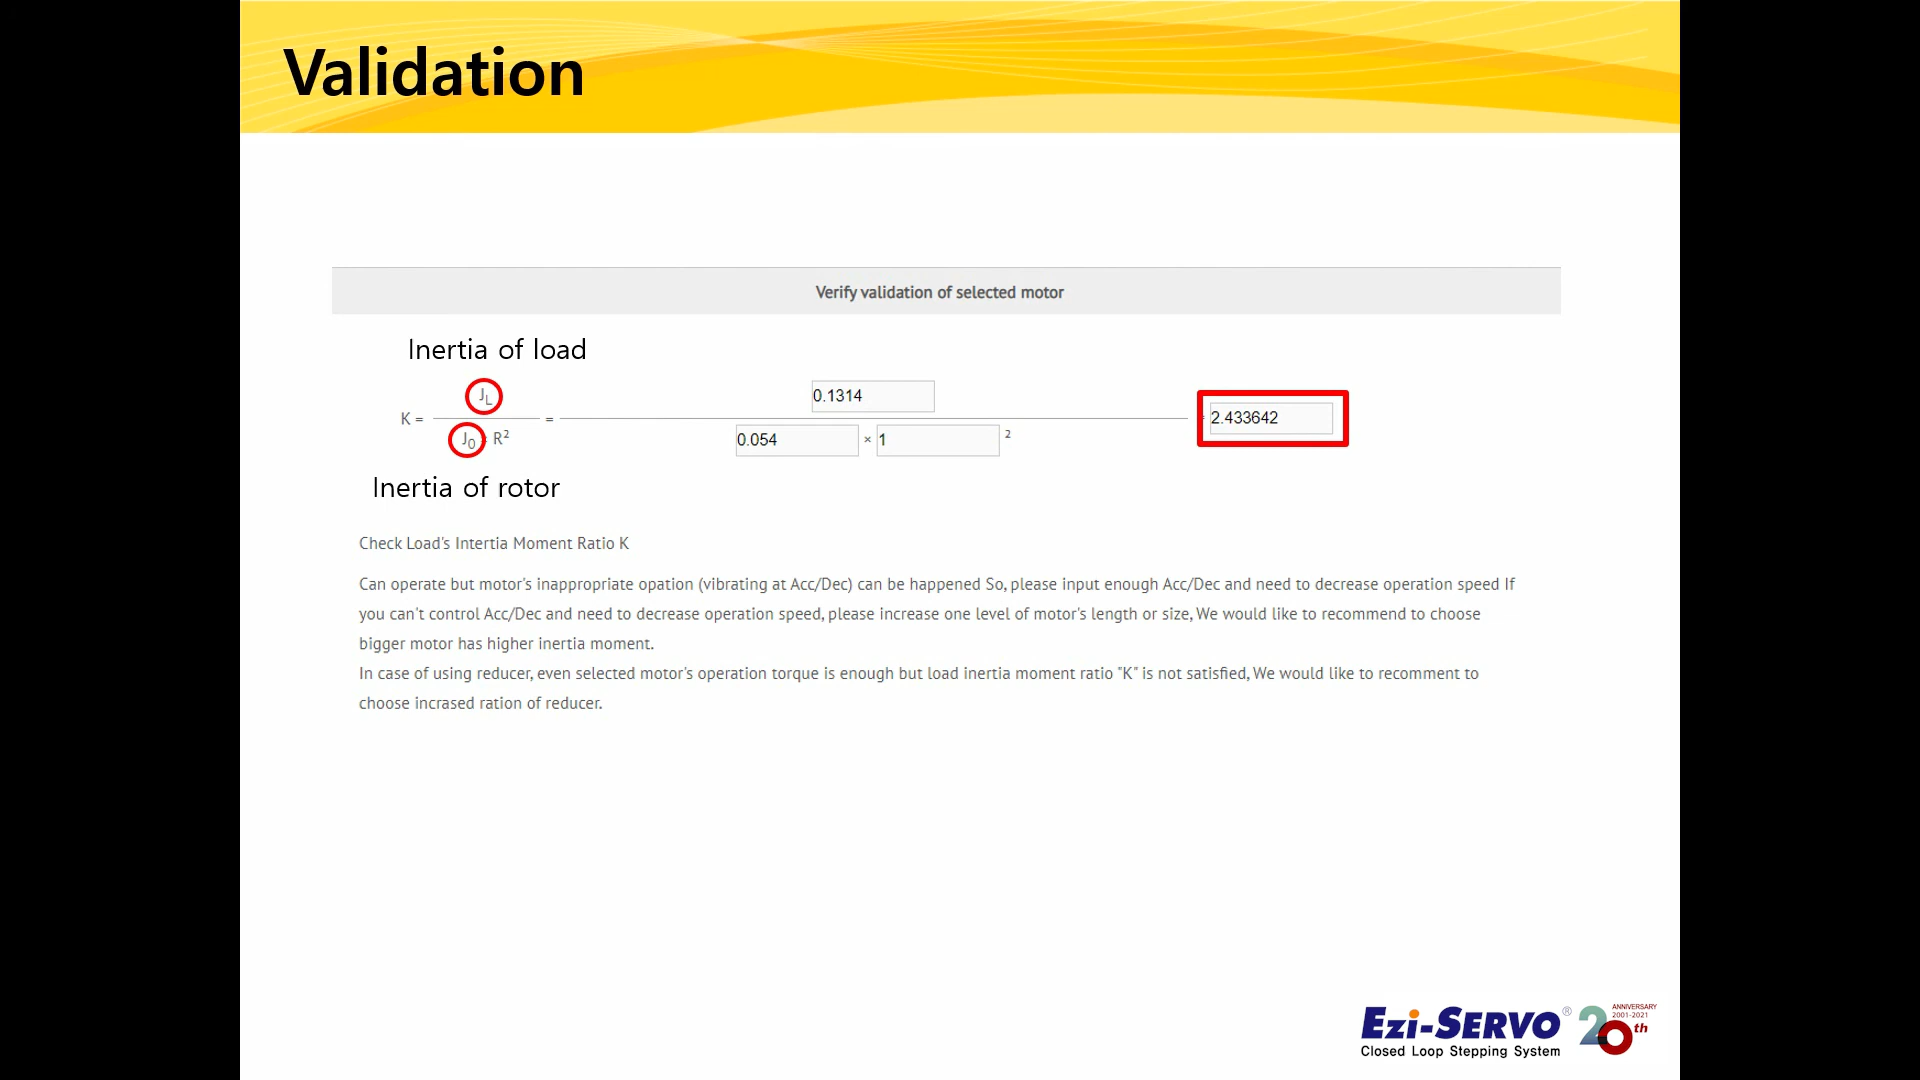 Validation
Verify validation of selected motor
Inertia of load
K = J_L / J_0 × R² = 0.1314 / 0.054 × 1 ² = 2.433642
Inertia of rotor
Check Load's Intertia Moment Ratio K
Can operate but motor's inappropriate opation (vibrating at Acc/Dec) can be happened So, please input enough Acc/Dec and need to decrease operation speed If
you can't control Acc/Dec and need to decrease operation speed, please increase one level of motor's length or size, We would like to recommend to choose
bigger motor has higher inertia moment.
In case of using reducer, even selected motor's operation torque is enough but load inertia moment ratio "K" is not satisfied, We would like to recomment to
choose incrased ration of reducer.
Ezi-SERVO®
Closed Loop Stepping System
ANNIVERSARY
2001-2021
20th